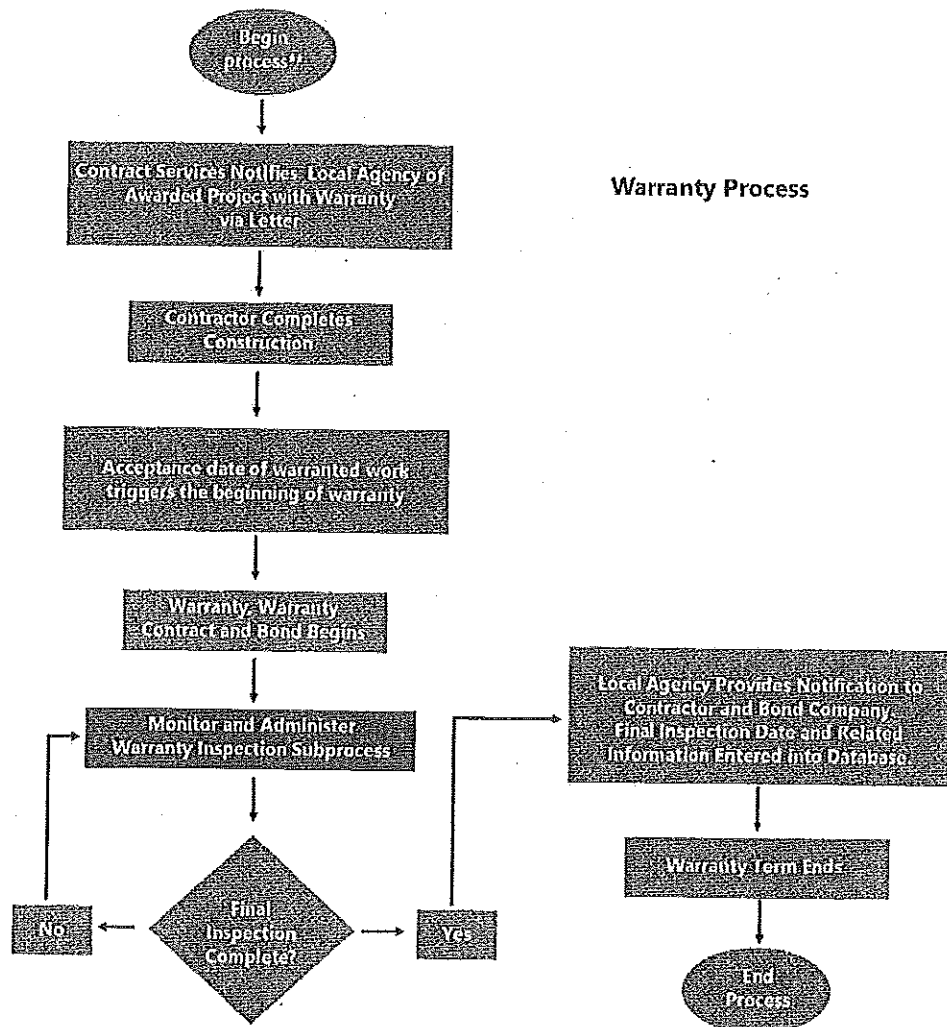 Begin
process**
Contract Services Notifies Local Agency of
Awarded Project with Warranty
via Letter
Warranty Process
Contractor Completes
Construction
Acceptance date of warranted work
triggers the beginning of warranty
Warranty, Warranty
Contract and Bond Begins
Monitor and Administer
Warranty Inspection Subprocess
Final
Inspection
Complete?
No
Yes
Local Agency Provides Notification to
Contractor and Bond Company.
Final Inspection Date and Related
Information Entered into Database.
Warranty Term Ends
End
Process